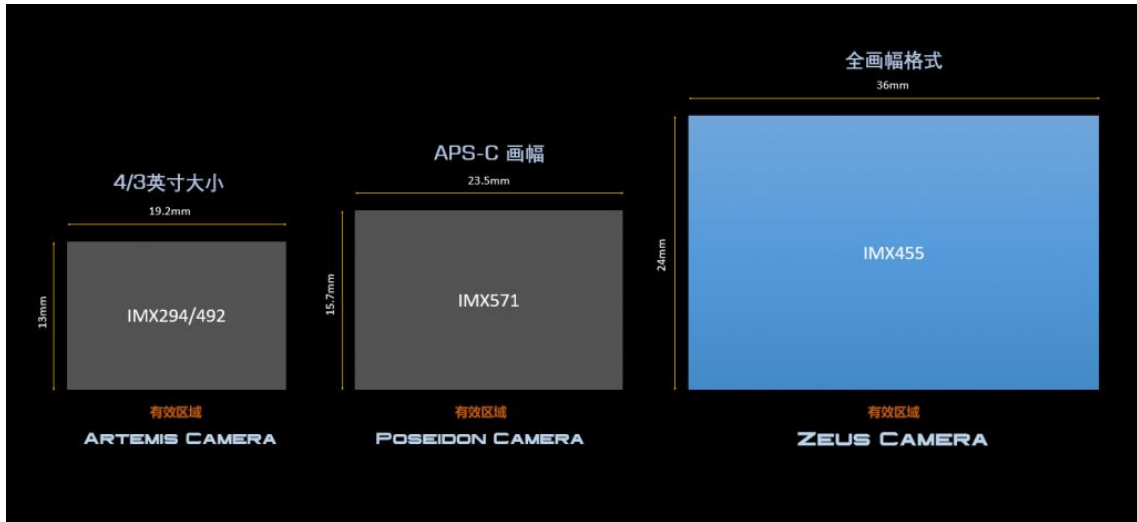 4/3英寸大小
19.2mm
13mm
IMX294/492
有效区域
ARTEMIS CAMERA
APS-C 画幅
23.5mm
15.7mm
IMX571
有效区域
POSEIDON CAMERA
全画幅格式
36mm
24mm
IMX455
有效区域
ZEUS CAMERA